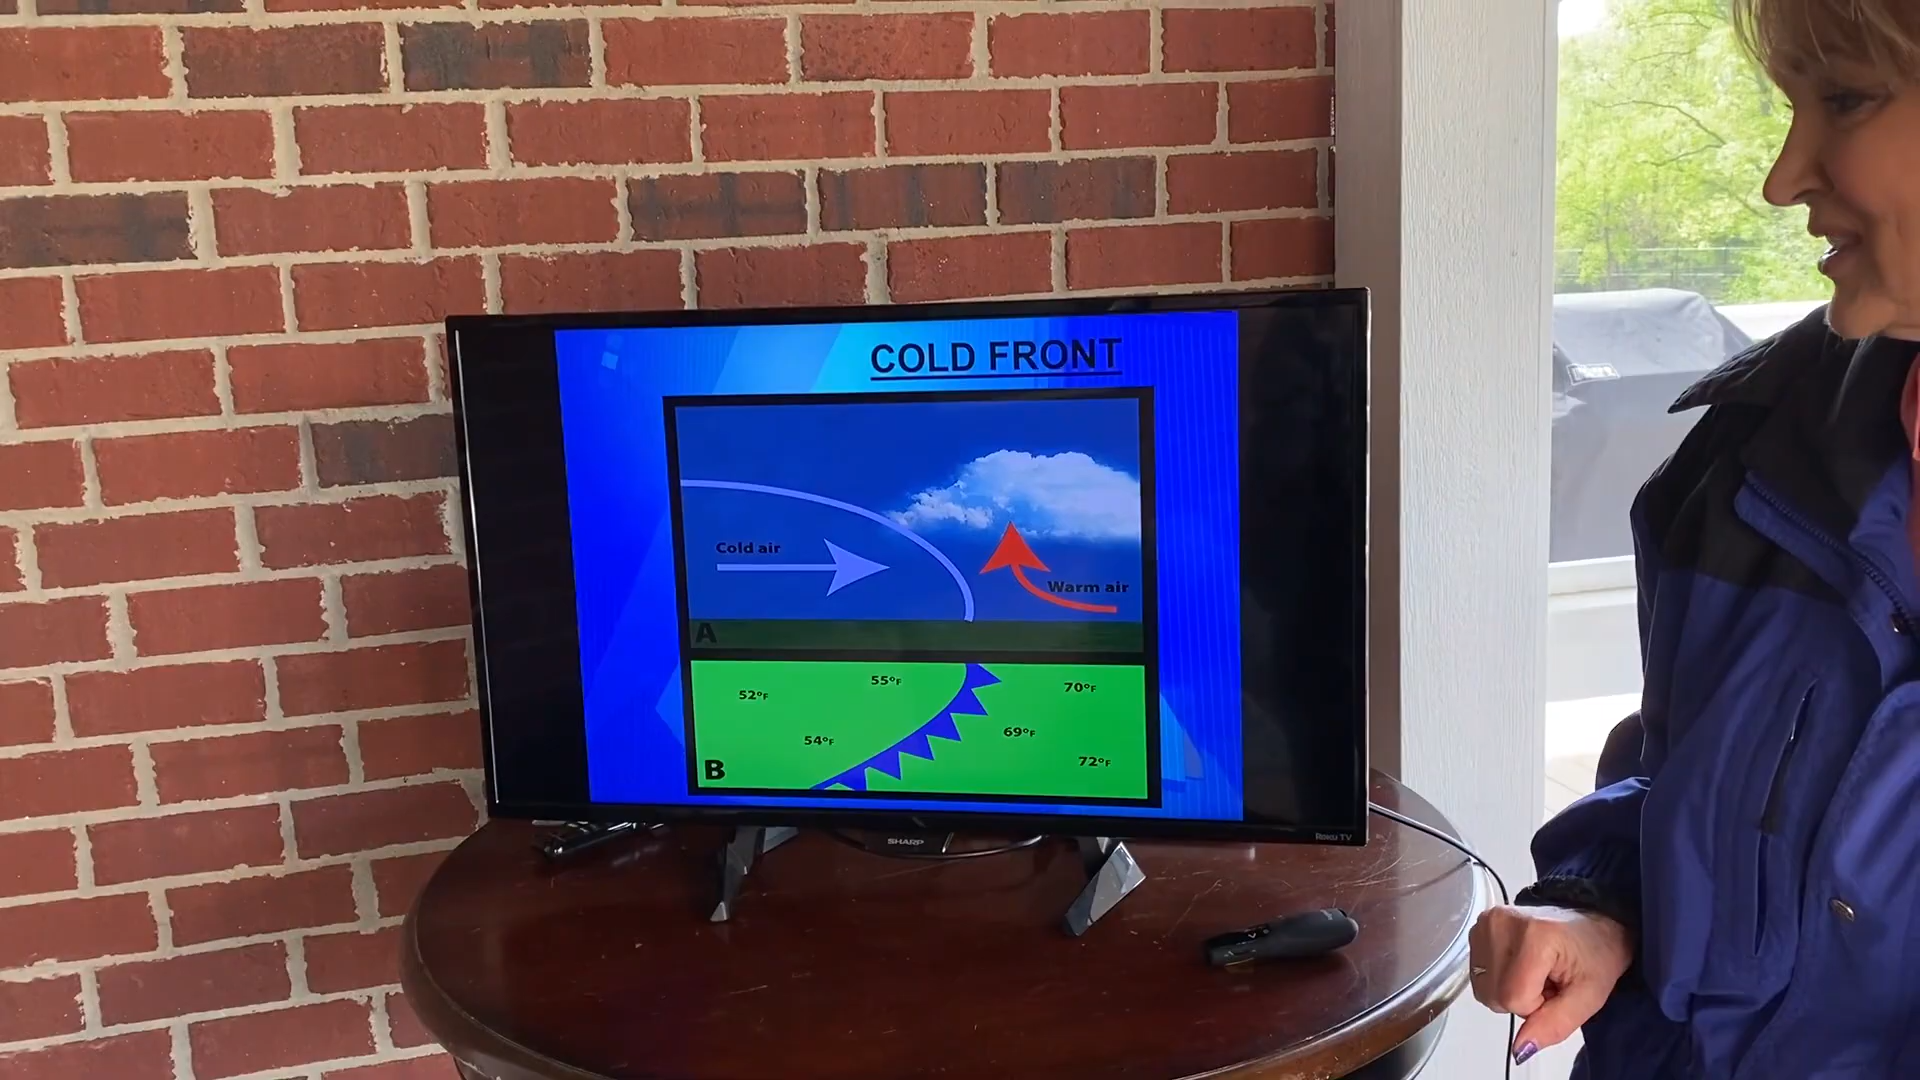 COLD FRONT
Cold air
Warm air
A
52°F
55°F
70°F
54°F
69°F
72°F
B
SHARP
Roku TV